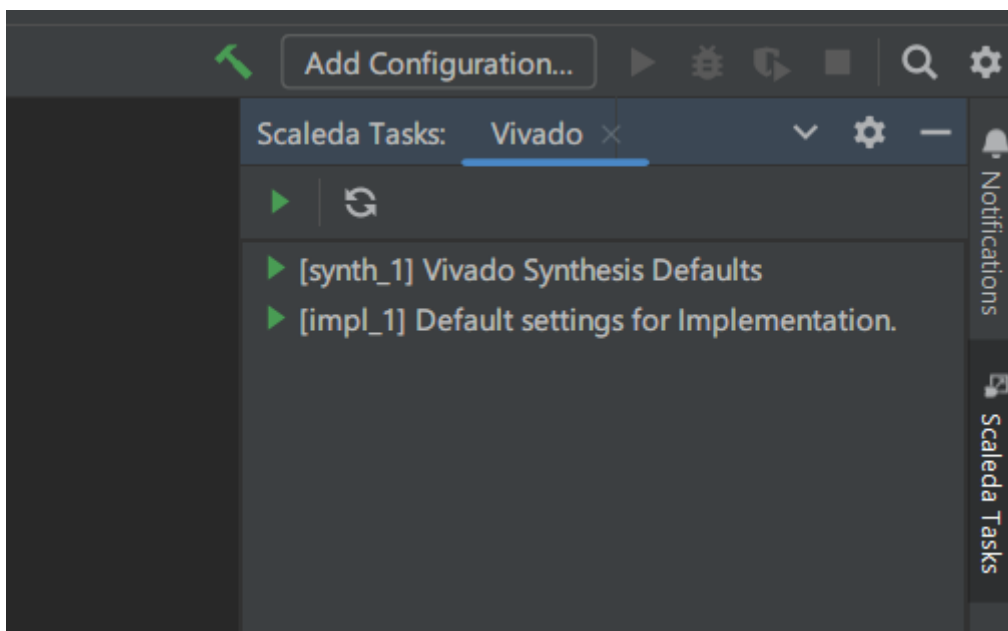 Add Configuration...
Scaleda Tasks: Vivado
[synth_1] Vivado Synthesis Defaults
[impl_1] Default settings for Implementation.
Notifications
Scaleda Tasks